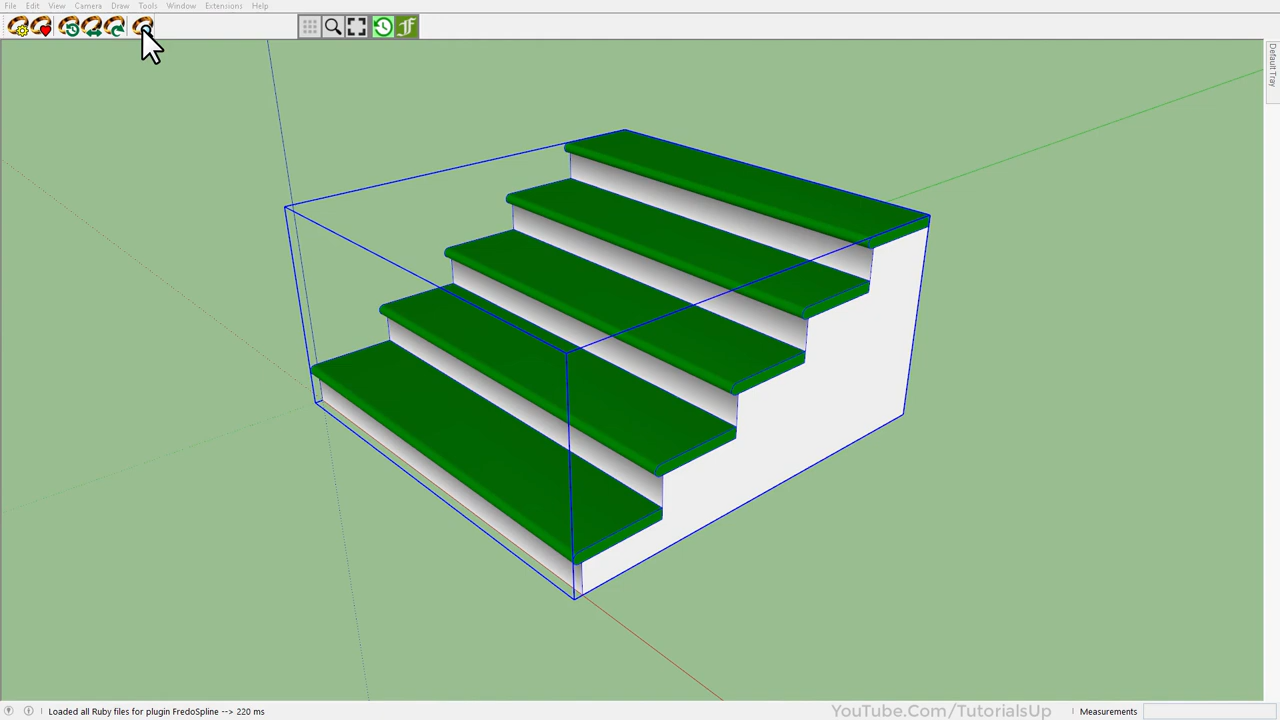 File Edit View Camera Draw Tools Window Extensions Help
Default Tray
Loaded all Ruby files for plugin FredoSpline --> 220 ms
YouTube.Com/TutorialsUp
Measurements